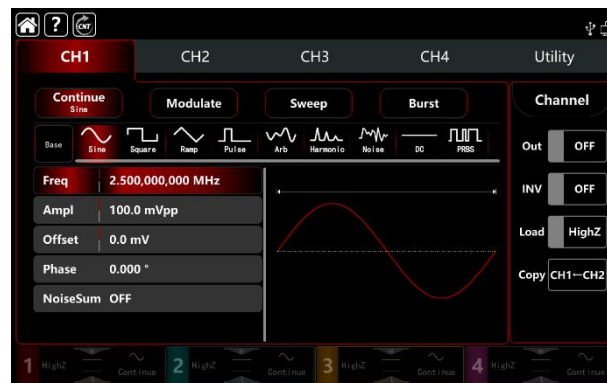 ? CNT
CH1 CH2 CH3 CH4 Utility
Continue
Sine
Modulate Sweep Burst Channel
Base Sine Square Ramp Pulse Arb Harmonic Noise DC PRBS
Out OFF
Freq 2.500,000,000 MHz
INV OFF
Ampl 100.0 mVpp
Load HighZ
Offset 0.0 mV
Phase 0.000 °
Copy CH1←CH2
NoiseSum OFF
1 HighZ Continue 2 HighZ Continue 3 HighZ Continue 4 HighZ Continue